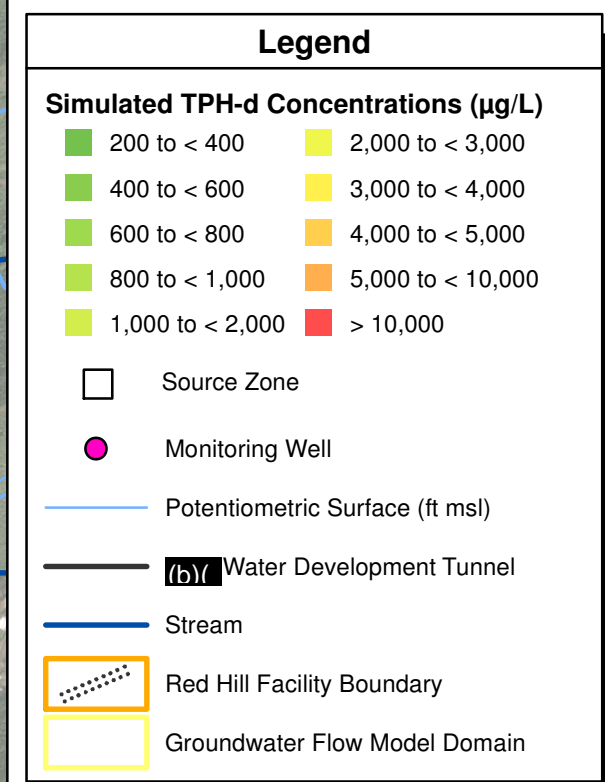 Legend
Simulated TPH-d Concentrations (µg/L)
200 to < 400
400 to < 600
600 to < 800
800 to < 1,000
1,000 to < 2,000
2,000 to < 3,000
3,000 to < 4,000
4,000 to < 5,000
5,000 to < 10,000
> 10,000
Source Zone
Monitoring Well
Potentiometric Surface (ft msl)
(b)( Water Development Tunnel
Stream
Red Hill Facility Boundary
Groundwater Flow Model Domain